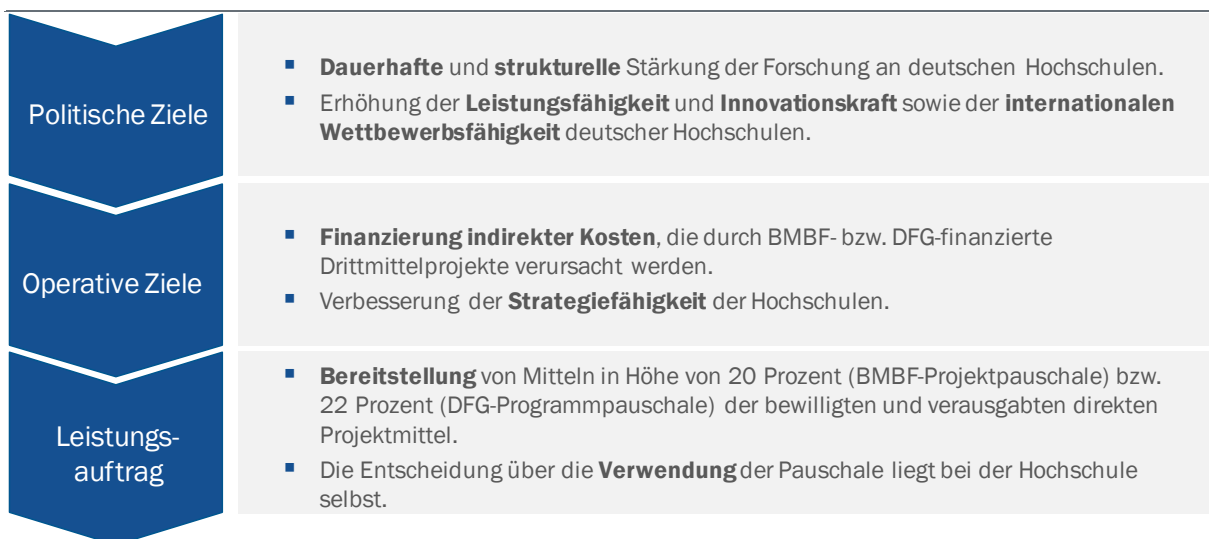 Politische Ziele
▪ Dauerhafte und strukturelle Stärkung der Forschung an deutschen Hochschulen.
▪ Erhöhung der Leistungsfähigkeit und Innovationskraft sowie der internationalen
Wettbewerbsfähigkeit deutscher Hochschulen.
Operative Ziele
▪ Finanzierung indirekter Kosten, die durch BMBF- bzw. DFG-finanzierte
Drittmittelprojekte verursacht werden.
▪ Verbesserung der Strategiefähigkeit der Hochschulen.
Leistungs-
auftrag
▪ Bereitstellung von Mitteln in Höhe von 20 Prozent (BMBF-Projektpauschale) bzw.
22 Prozent (DFG-Programmpauschale) der bewilligten und verausgabten direkten
Projektmittel.
▪ Die Entscheidung über die Verwendung der Pauschale liegt bei der Hochschule
selbst.